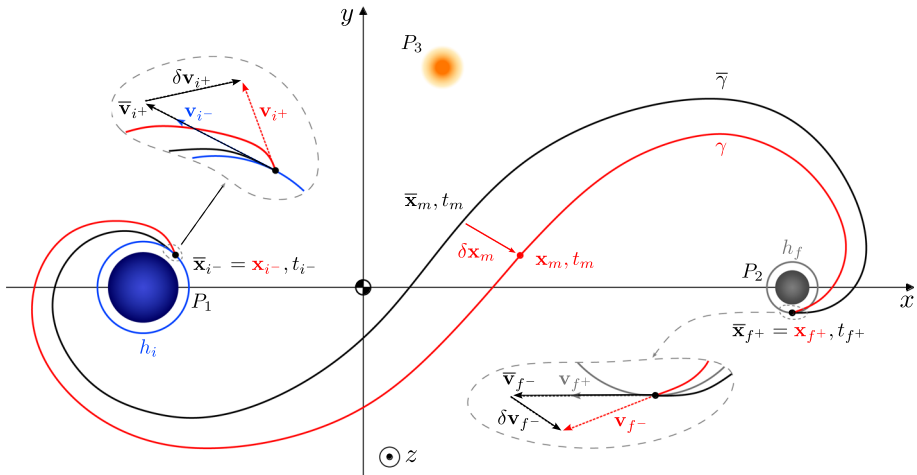 y
P₃
γ̅
δv_{i+}
v̅_{i+}
v_{i-}
v_{i+}
γ
x̅_m, t_m
δx_m
x_m, t_m
x̅_{i-} = x_{i-}, t_{i-}
P₁
h_i
h_f
P₂
x
x̅_{f+} = x_{f+}, t_{f+}
v̅_{f-}
v_{f+}
δv_{f-}
v_{f-}
z